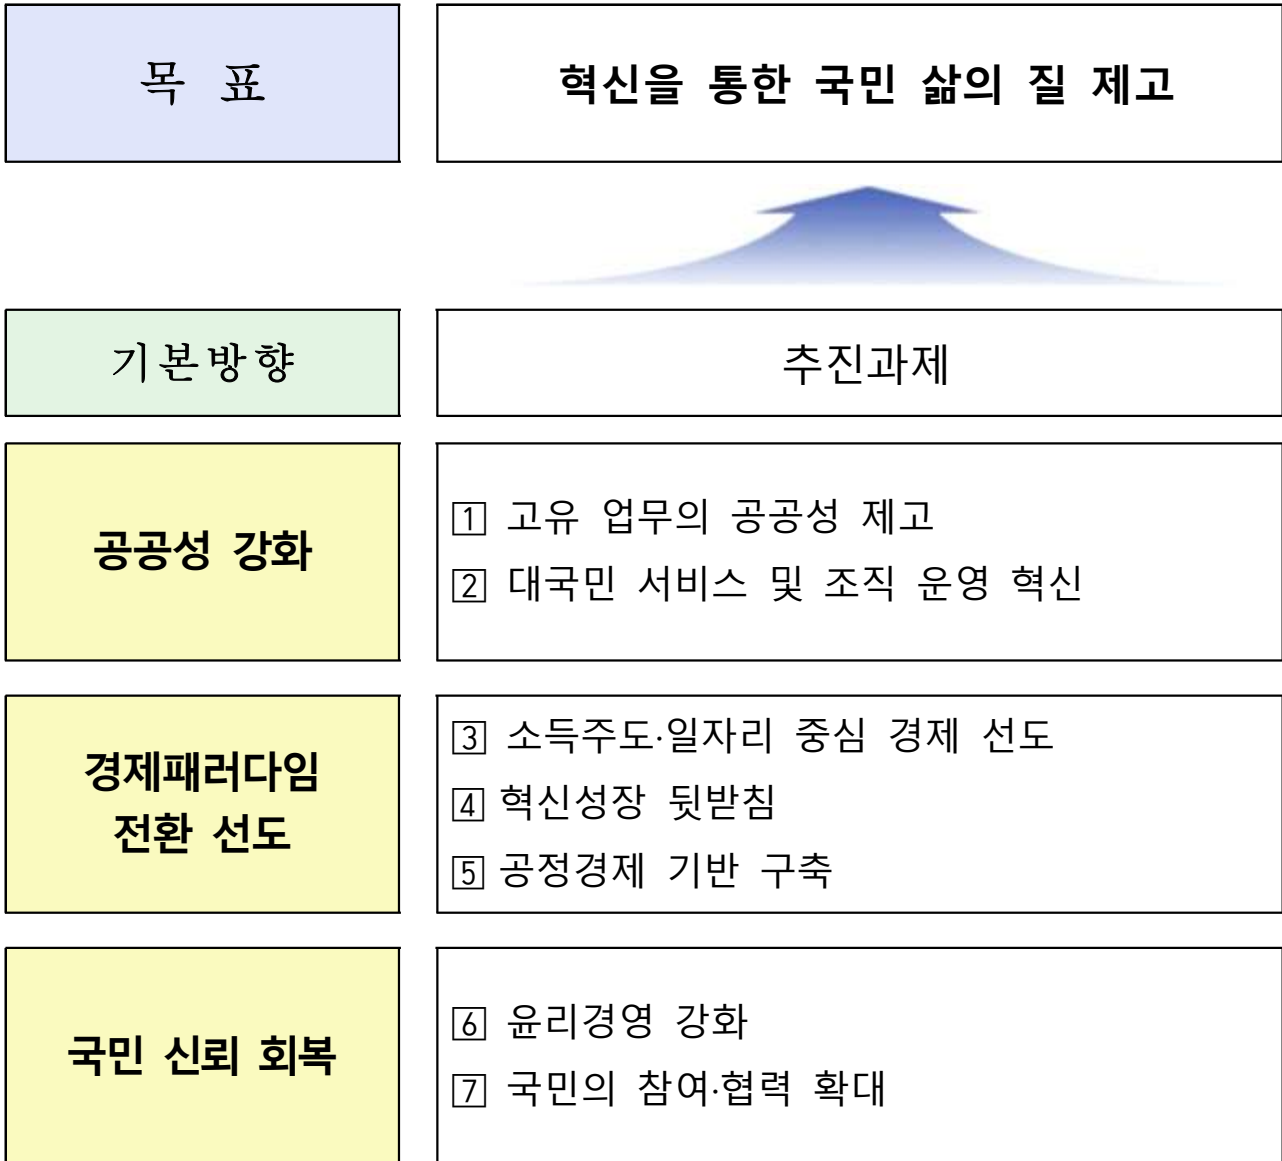 목 표
혁신을 통한 국민 삶의 질 제고
기본방향
추진과제
공공성 강화
1 고유 업무의 공공성 제고
2 대국민 서비스 및 조직 운영 혁신
경제패러다임
전환 선도
3 소득주도·일자리 중심 경제 선도
4 혁신성장 뒷받침
5 공정경제 기반 구축
국민 신뢰 회복
6 윤리경영 강화
7 국민의 참여·협력 확대